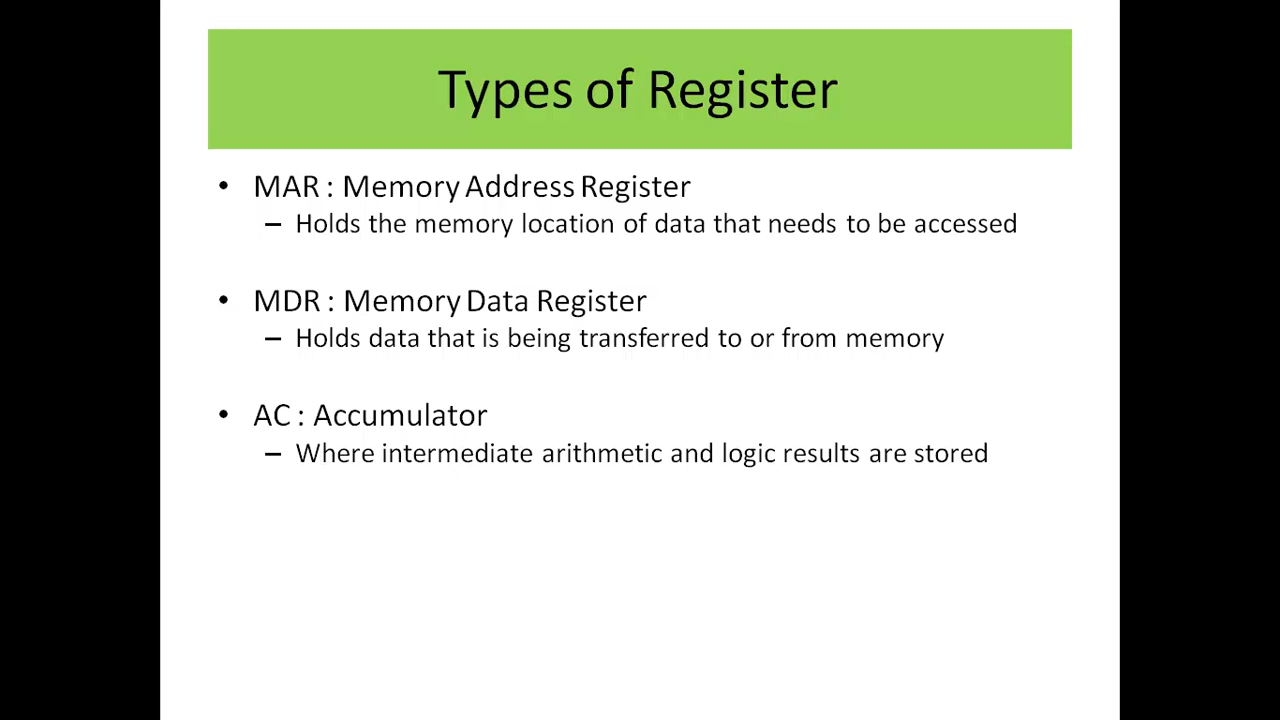 Types of Register
• MAR : Memory Address Register
– Holds the memory location of data that needs to be accessed
• MDR : Memory Data Register
– Holds data that is being transferred to or from memory
• AC : Accumulator
– Where intermediate arithmetic and logic results are stored